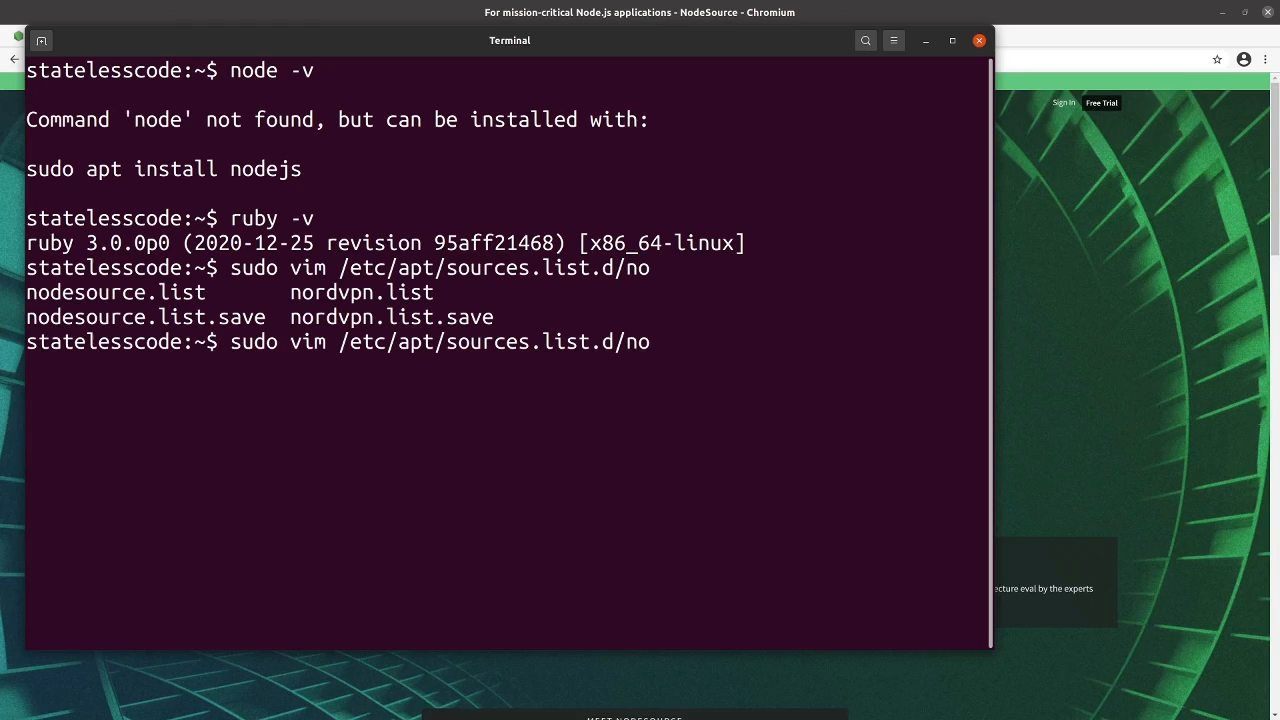 For mission-critical Node.js applications - NodeSource - Chromium
Terminal
statelesscode:~$ node -v
Command 'node' not found, but can be installed with:
sudo apt install nodejs
statelesscode:~$ ruby -v
ruby 3.0.0p0 (2020-12-25 revision 95aff21468) [x86_64-linux]
statelesscode:~$ sudo vim /etc/apt/sources.list.d/no
nodesource.list nordvpn.list
nodesource.list.save nordvpn.list.save
statelesscode:~$ sudo vim /etc/apt/sources.list.d/no
Sign In Free Trial
ecture eval by the experts
MEET NODESOURCE